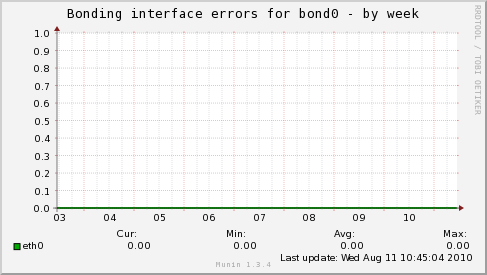 Bonding interface errors for bond0 - by week
RRDTOOL / TOBI OETIKER
1.0
0.9
0.8
0.7
0.6
0.5
0.4
0.3
0.2
0.1
0.0
03 04 05 06 07 08 09 10
Cur: Min: Avg: Max:
eth0 0.00 0.00 0.00 0.00
Last update: Wed Aug 11 10:45:04 2010
Munin 1.3.4